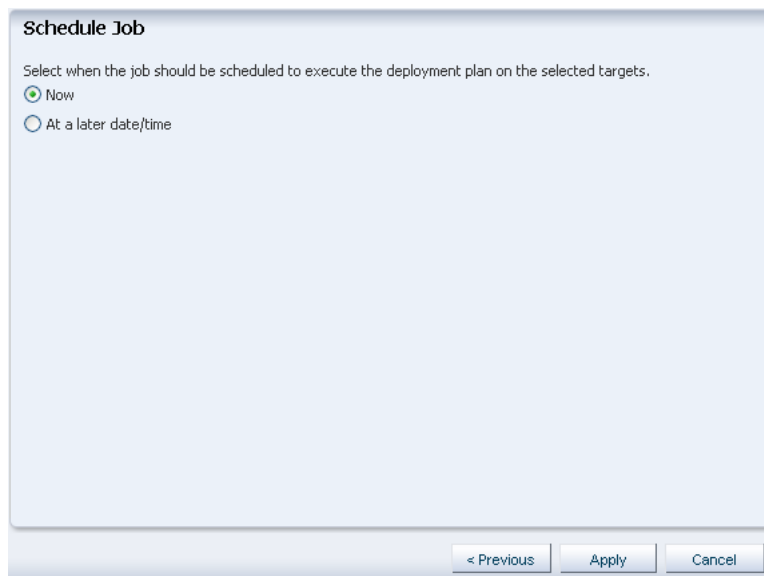 Schedule Job
Select when the job should be scheduled to execute the deployment plan on the selected targets.
Now
At a later date/time
< Previous
Apply
Cancel